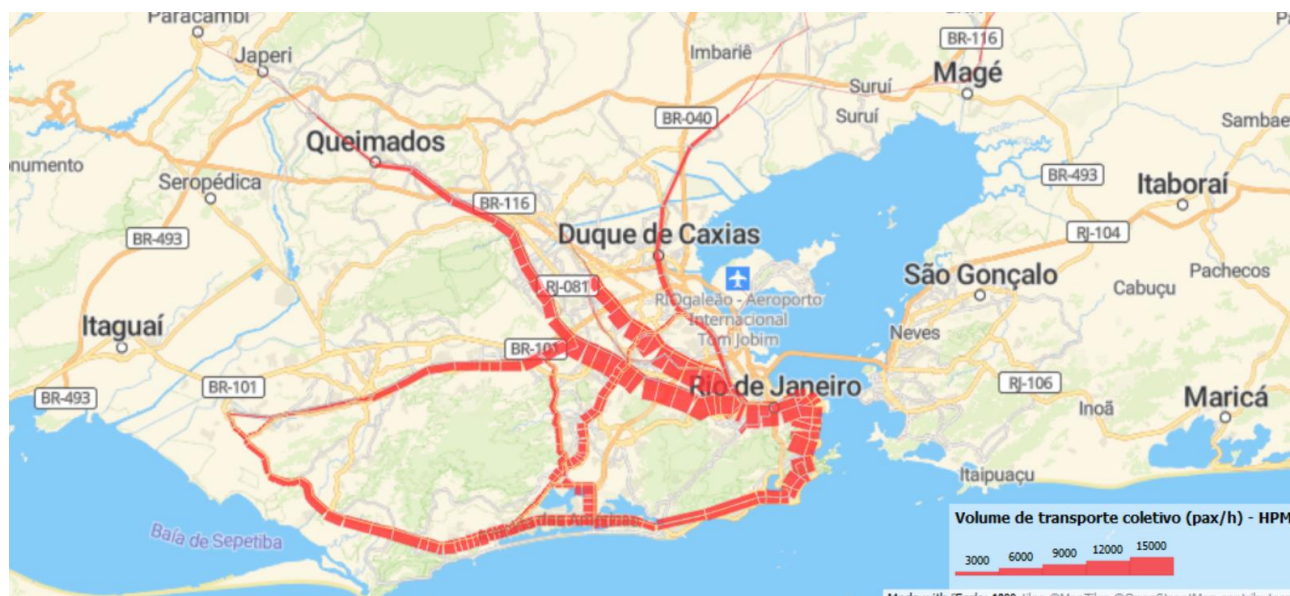 Paracambi
Japeri
Imbariê
BR-116
Magé
Suruí
Suruí
BR-040
Queimados
Sambae
onumento
Seropédica
BR-493
Itaboraí
BR-116
BR-493
Duque de Caxias
RJ-104
Pachecos
RJ-081
São Gonçalo
Cabuçu
RIOgaleão - Aeroporto
Internacional
Tom Jobim
Itaguaí
Neves
BR-101
BR-101
BR-493
Rio de Janeiro
RJ-106
Inoã
Maricá
Itaipuaçu
Baía de Sepetiba
Volume de transporte coletivo (pax/h) - HPM
3000 6000 9000 12000 15000